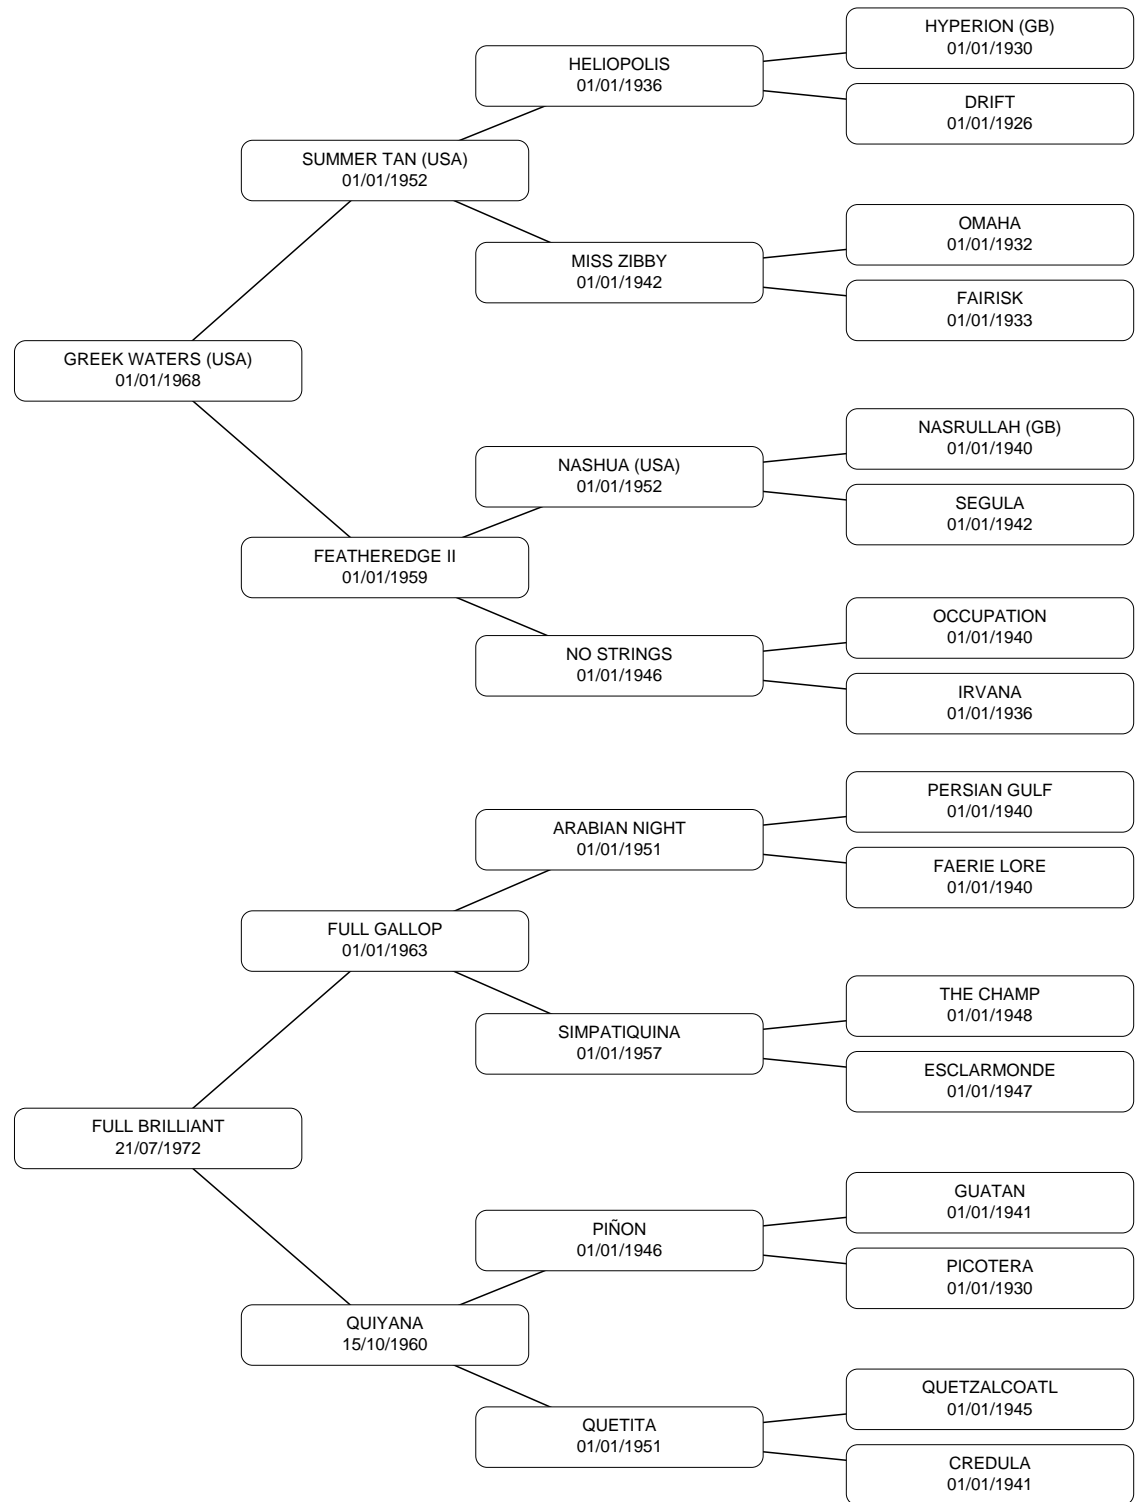 HYPERION (GB)
01/01/1930
HELIOPOLIS
01/01/1936
DRIFT
01/01/1926
SUMMER TAN (USA)
01/01/1952
OMAHA
01/01/1932
MISS ZIBBY
01/01/1942
FAIRISK
01/01/1933
GREEK WATERS (USA)
01/01/1968
NASRULLAH (GB)
01/01/1940
NASHUA (USA)
01/01/1952
SEGULA
01/01/1942
FEATHEREDGE II
01/01/1959
OCCUPATION
01/01/1940
NO STRINGS
01/01/1946
IRVANA
01/01/1936
PERSIAN GULF
01/01/1940
ARABIAN NIGHT
01/01/1951
FAERIE LORE
01/01/1940
FULL GALLOP
01/01/1963
THE CHAMP
01/01/1948
SIMPATIQUINA
01/01/1957
ESCLARMONDE
01/01/1947
FULL BRILLIANT
21/07/1972
GUATAN
01/01/1941
PIÑON
01/01/1946
PICOTERA
01/01/1930
QUIYANA
15/10/1960
QUETZALCOATL
01/01/1945
QUETITA
01/01/1951
CREDULA
01/01/1941